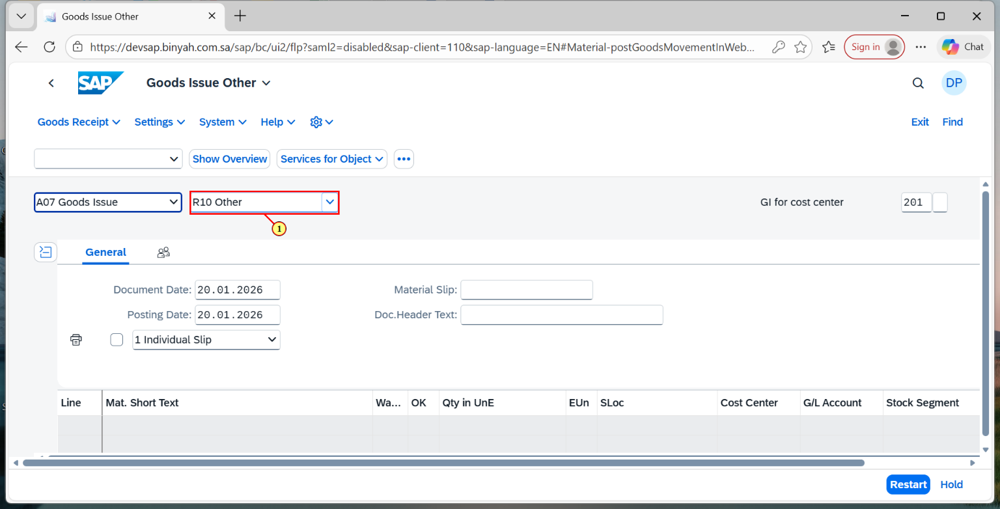 Goods Issue Other
https://devsap.binyah.com.sa/sap/bc/ui2/flp?saml2=disabled&sap-client=110&sap-language=EN#Material-postGoodsMovementInWeb...
Sign in
Chat
SAP
Goods Issue Other
DP
Goods Receipt
Settings
System
Help
Exit
Find
Show Overview
Services for Object
A07 Goods Issue
R10 Other
GI for cost center
201
1
General
Document Date:
20.01.2026
Material Slip:
Posting Date:
20.01.2026
Doc.Header Text:
1 Individual Slip
Line
Mat. Short Text
Wa...
OK
Qty in UnE
EUn
SLoc
Cost Center
G/L Account
Stock Segment
Restart
Hold